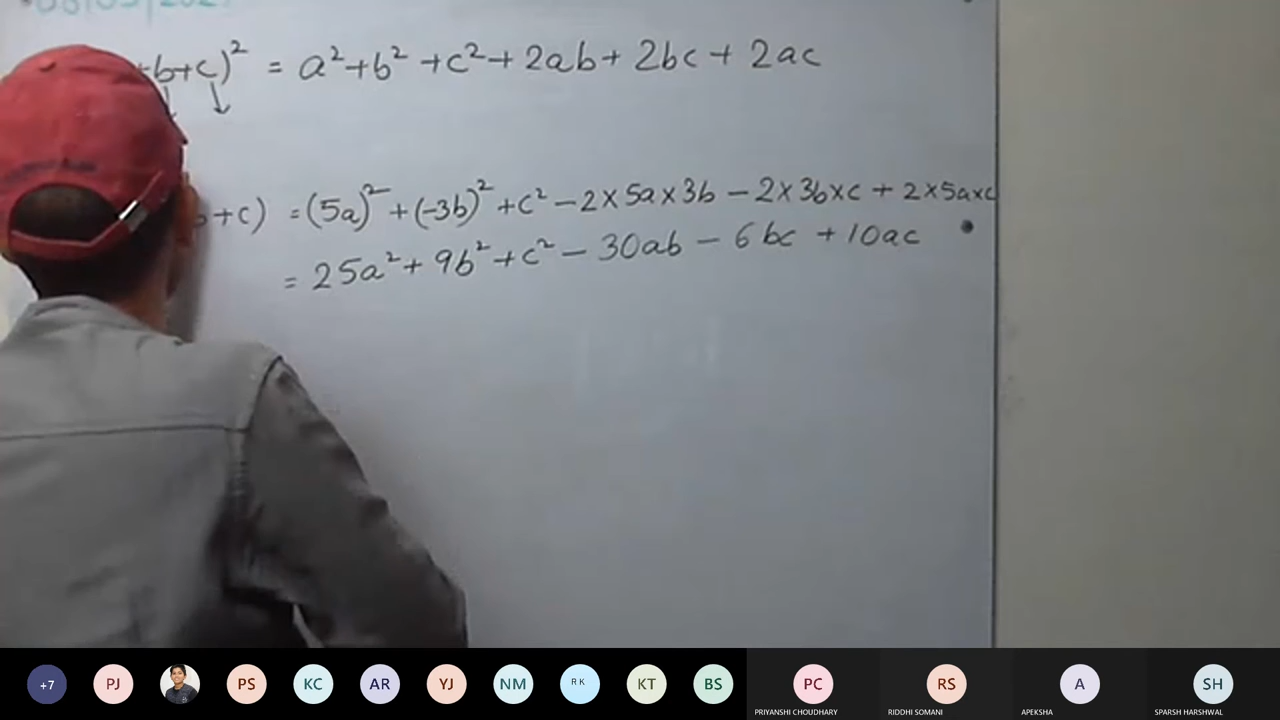 +b+c)² = a²+b²+c²+2ab+2bc+2ac
+c) = (5a)²+(-3b)²+c²-2×5a×3b-2×3b×c+2×5a×c
= 25a²+9b²+c²-30ab-6bc+10ac
+7 PJ PS KC AR YJ NM RK KT BS PC RS A SH
PRIYANSHI CHOUDHARY RIDDHI SOMANI APEKSHA SPARSH HARSHWAL